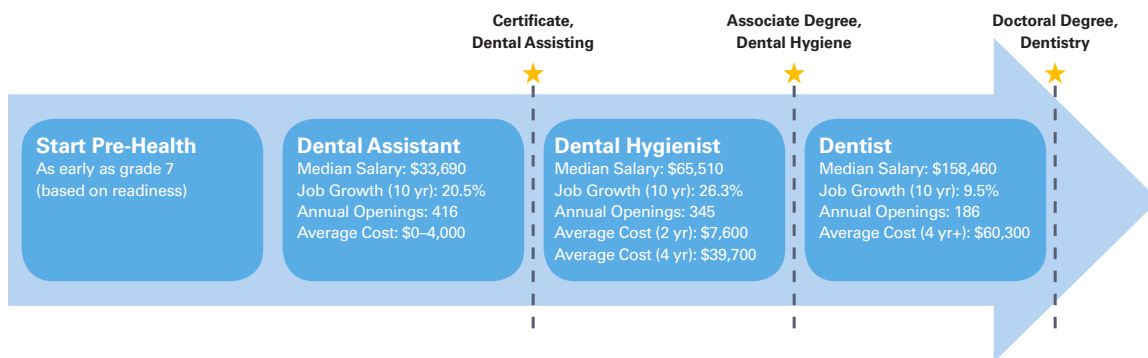 Certificate,
Dental Assisting
Associate Degree,
Dental Hygiene
Doctoral Degree,
Dentistry
Start Pre-Health
As early as grade 7
(based on readiness)
Dental Assistant
Median Salary: $33,690
Job Growth (10 yr): 20.5%
Annual Openings: 416
Average Cost: $0–4,000
Dental Hygienist
Median Salary: $65,510
Job Growth (10 yr): 26.3%
Annual Openings: 345
Average Cost (2 yr): $7,600
Average Cost (4 yr): $39,700
Dentist
Median Salary: $158,460
Job Growth (10 yr): 9.5%
Annual Openings: 186
Average Cost (4 yr+): $60,300